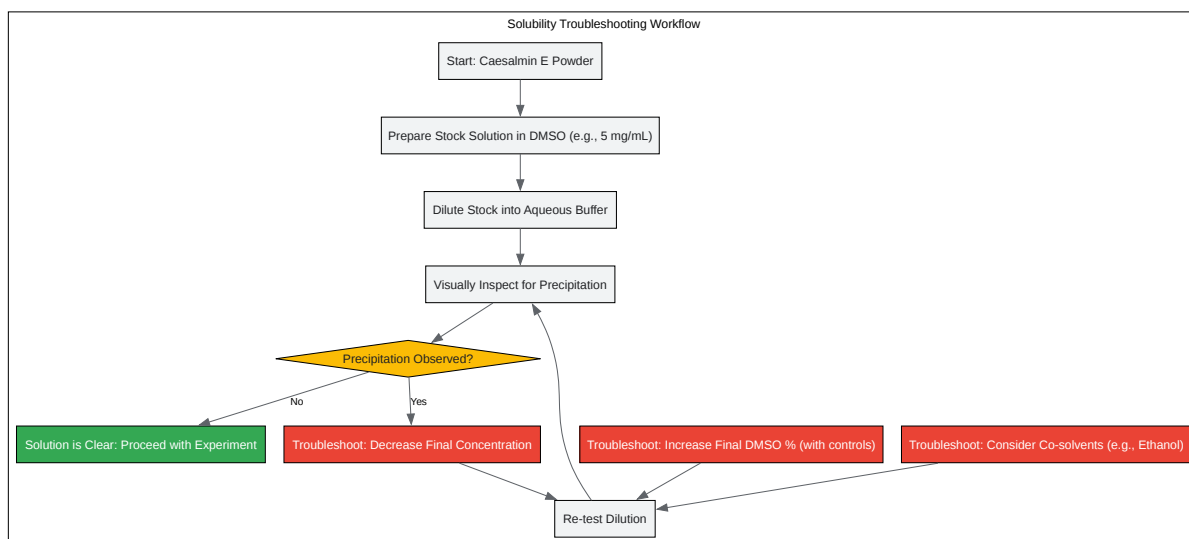 Solubility Troubleshooting Workflow
Start: Caesalmin E Powder
Prepare Stock Solution in DMSO (e.g., 5 mg/mL)
Dilute Stock into Aqueous Buffer
Visually Inspect for Precipitation
Precipitation Observed?
No
Yes
Solution is Clear: Proceed with Experiment
Troubleshoot: Decrease Final Concentration
Troubleshoot: Increase Final DMSO % (with controls)
Troubleshoot: Consider Co-solvents (e.g., Ethanol)
Re-test Dilution